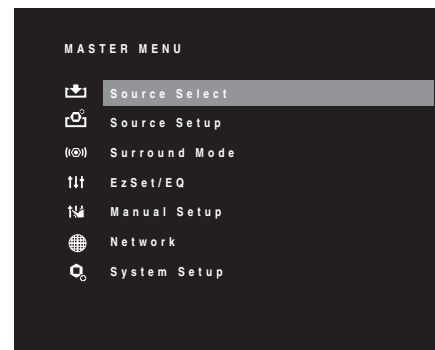 MASTER MENU
Source Select
Source Setup
Surround Mode
EzSet/EQ
Manual Setup
Network
System Setup